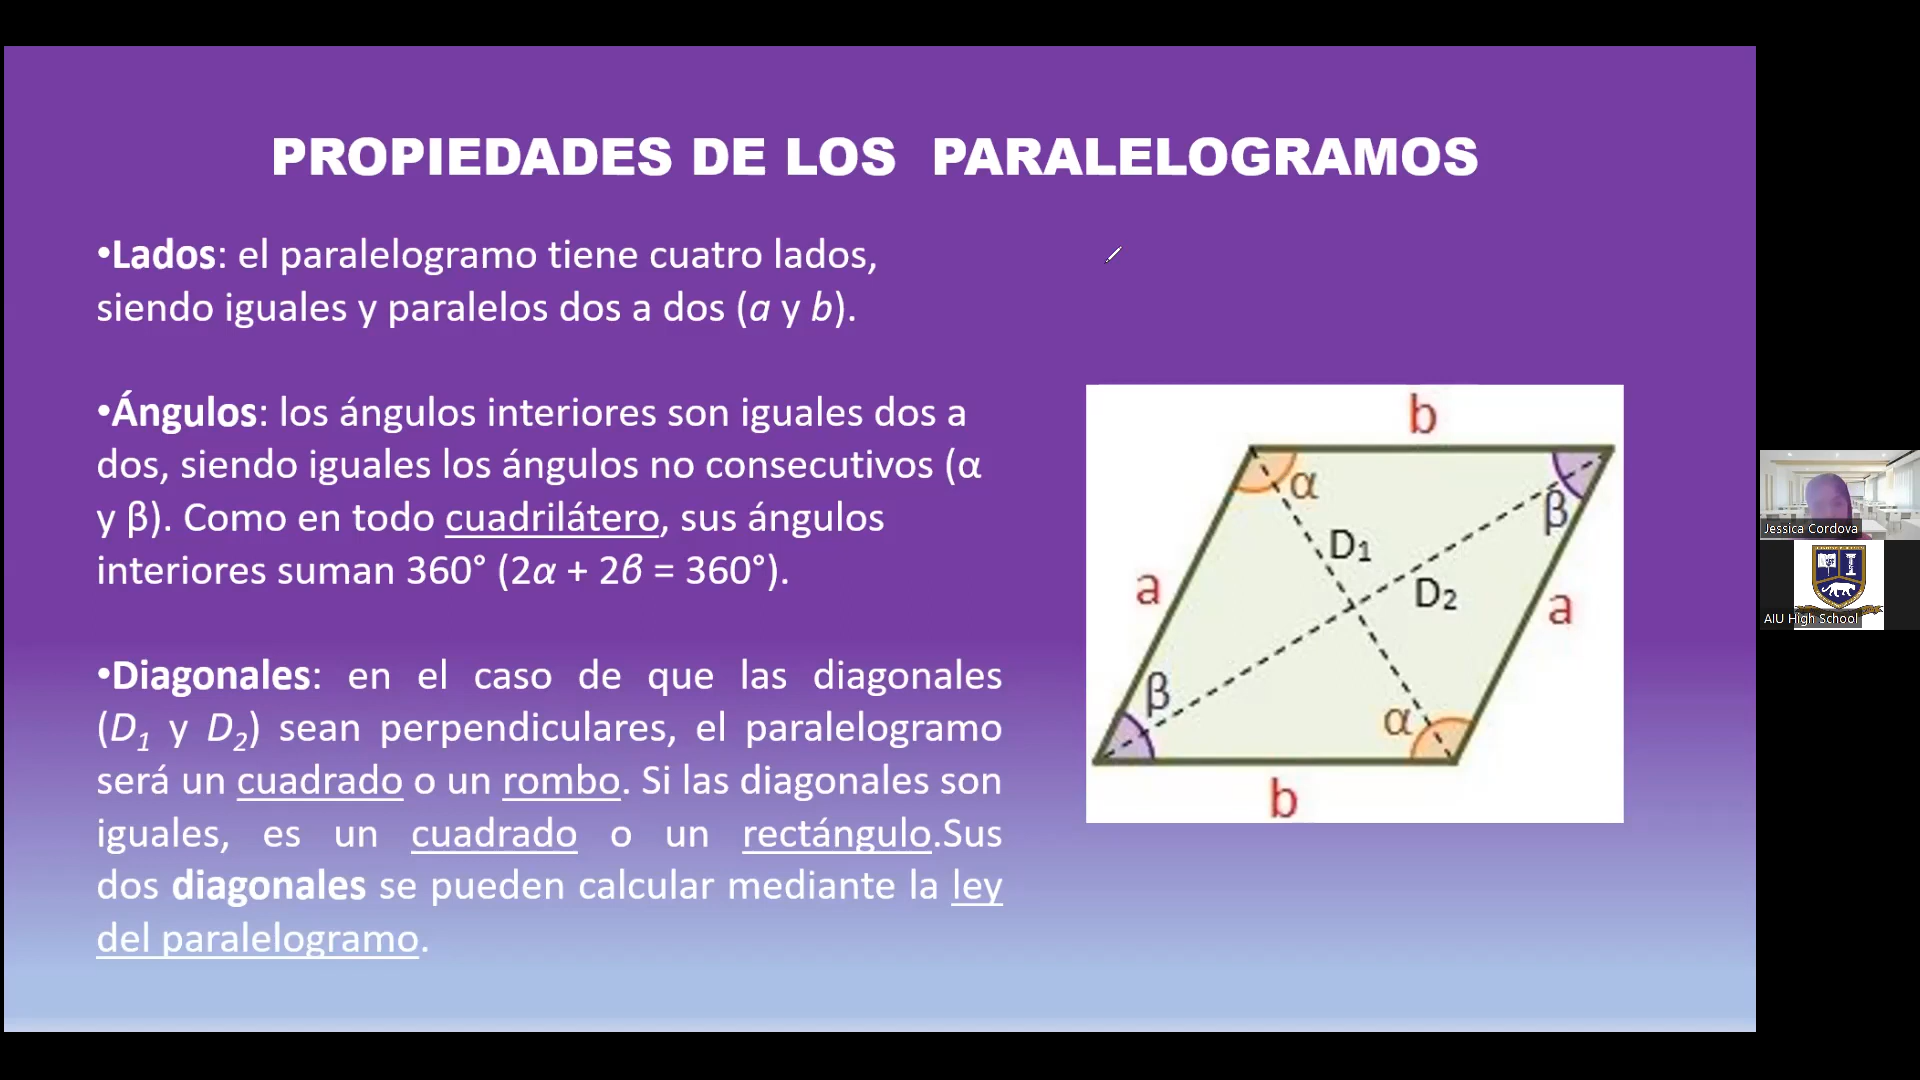 PROPIEDADES DE LOS PARALELOGRAMOS
•Lados: el paralelogramo tiene cuatro lados,
siendo iguales y paralelos dos a dos (a y b).
•Ángulos: los ángulos interiores son iguales dos a
dos, siendo iguales los ángulos no consecutivos (α
y β). Como en todo cuadrilátero, sus ángulos
interiores suman 360° (2α + 2β = 360°).
•Diagonales: en el caso de que las diagonales
(D1 y D2) sean perpendiculares, el paralelogramo
será un cuadrado o un rombo. Si las diagonales son
iguales, es un cuadrado o un rectángulo.Sus
dos diagonales se pueden calcular mediante la ley
del paralelogramo.
b
α
β
D1
D2
a
a
β
α
b
Jessica Cordova
AIU High School